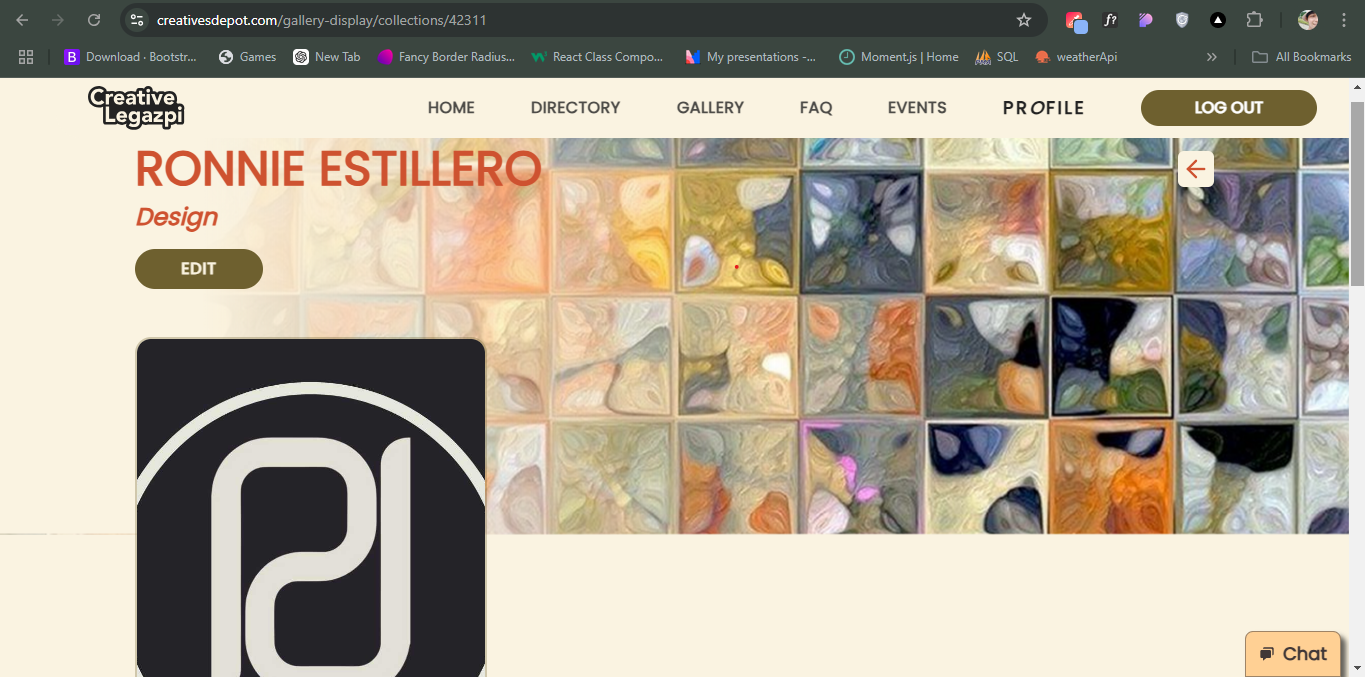 creativesdepot.com/gallery-display/collections/42311
f?
B Download · Bootstr... Games New Tab Fancy Border Radius... React Class Compo... My presentations -... Moment.js | Home SQL weatherApi » All Bookmarks
Creative
Legazpi
HOME DIRECTORY GALLERY FAQ EVENTS PROFILE LOG OUT
RONNIE ESTILLERO
Design
EDIT
Chat